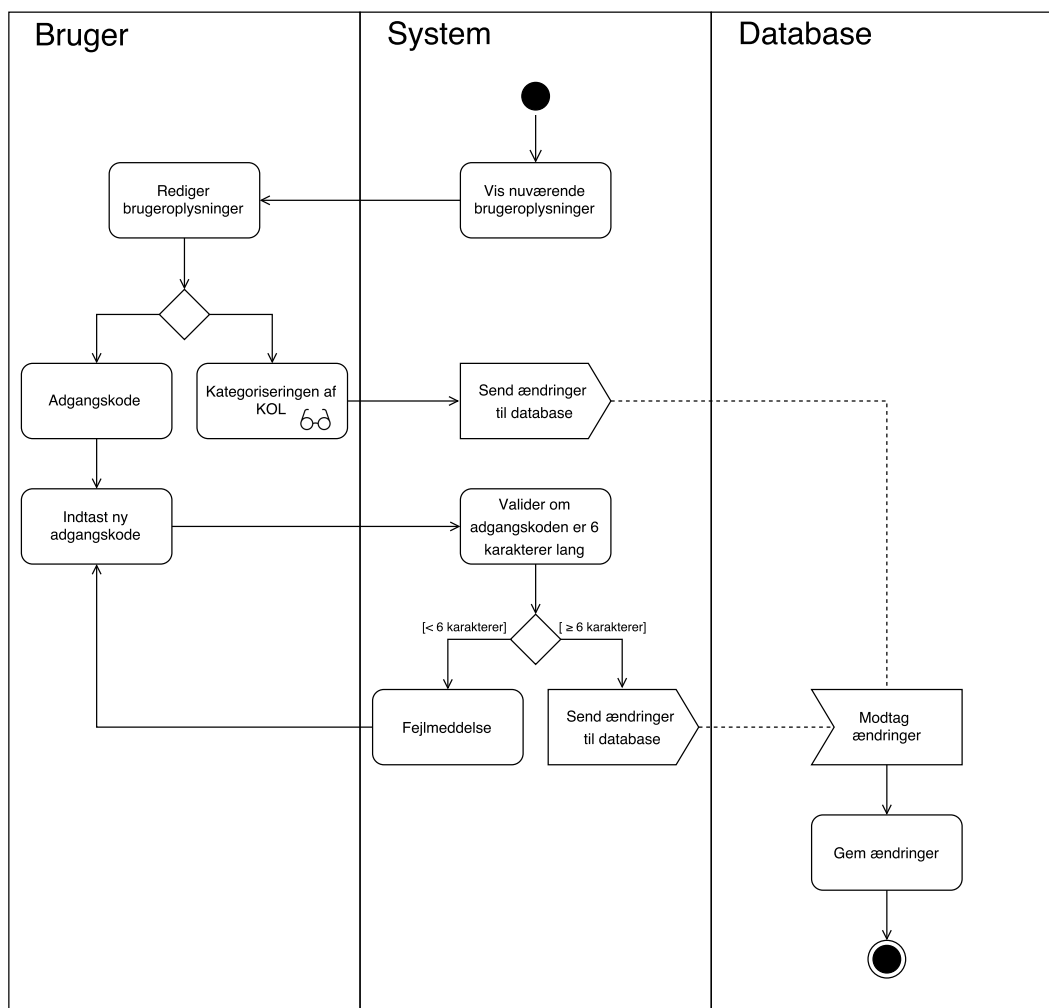 Bruger
System
Database
Vis nuværende
brugeroplysninger
Rediger
brugeroplysninger
Adgangskode
Kategoriseringen af
KOL
Send ændringer
til database
Indtast ny
adgangskode
Valider om
adgangskoden er 6
karakterer lang
[< 6 karakterer]
[ ≥ 6 karakterer]
Fejlmeddelse
Send ændringer
til database
Modtag
ændringer
Gem ændringer